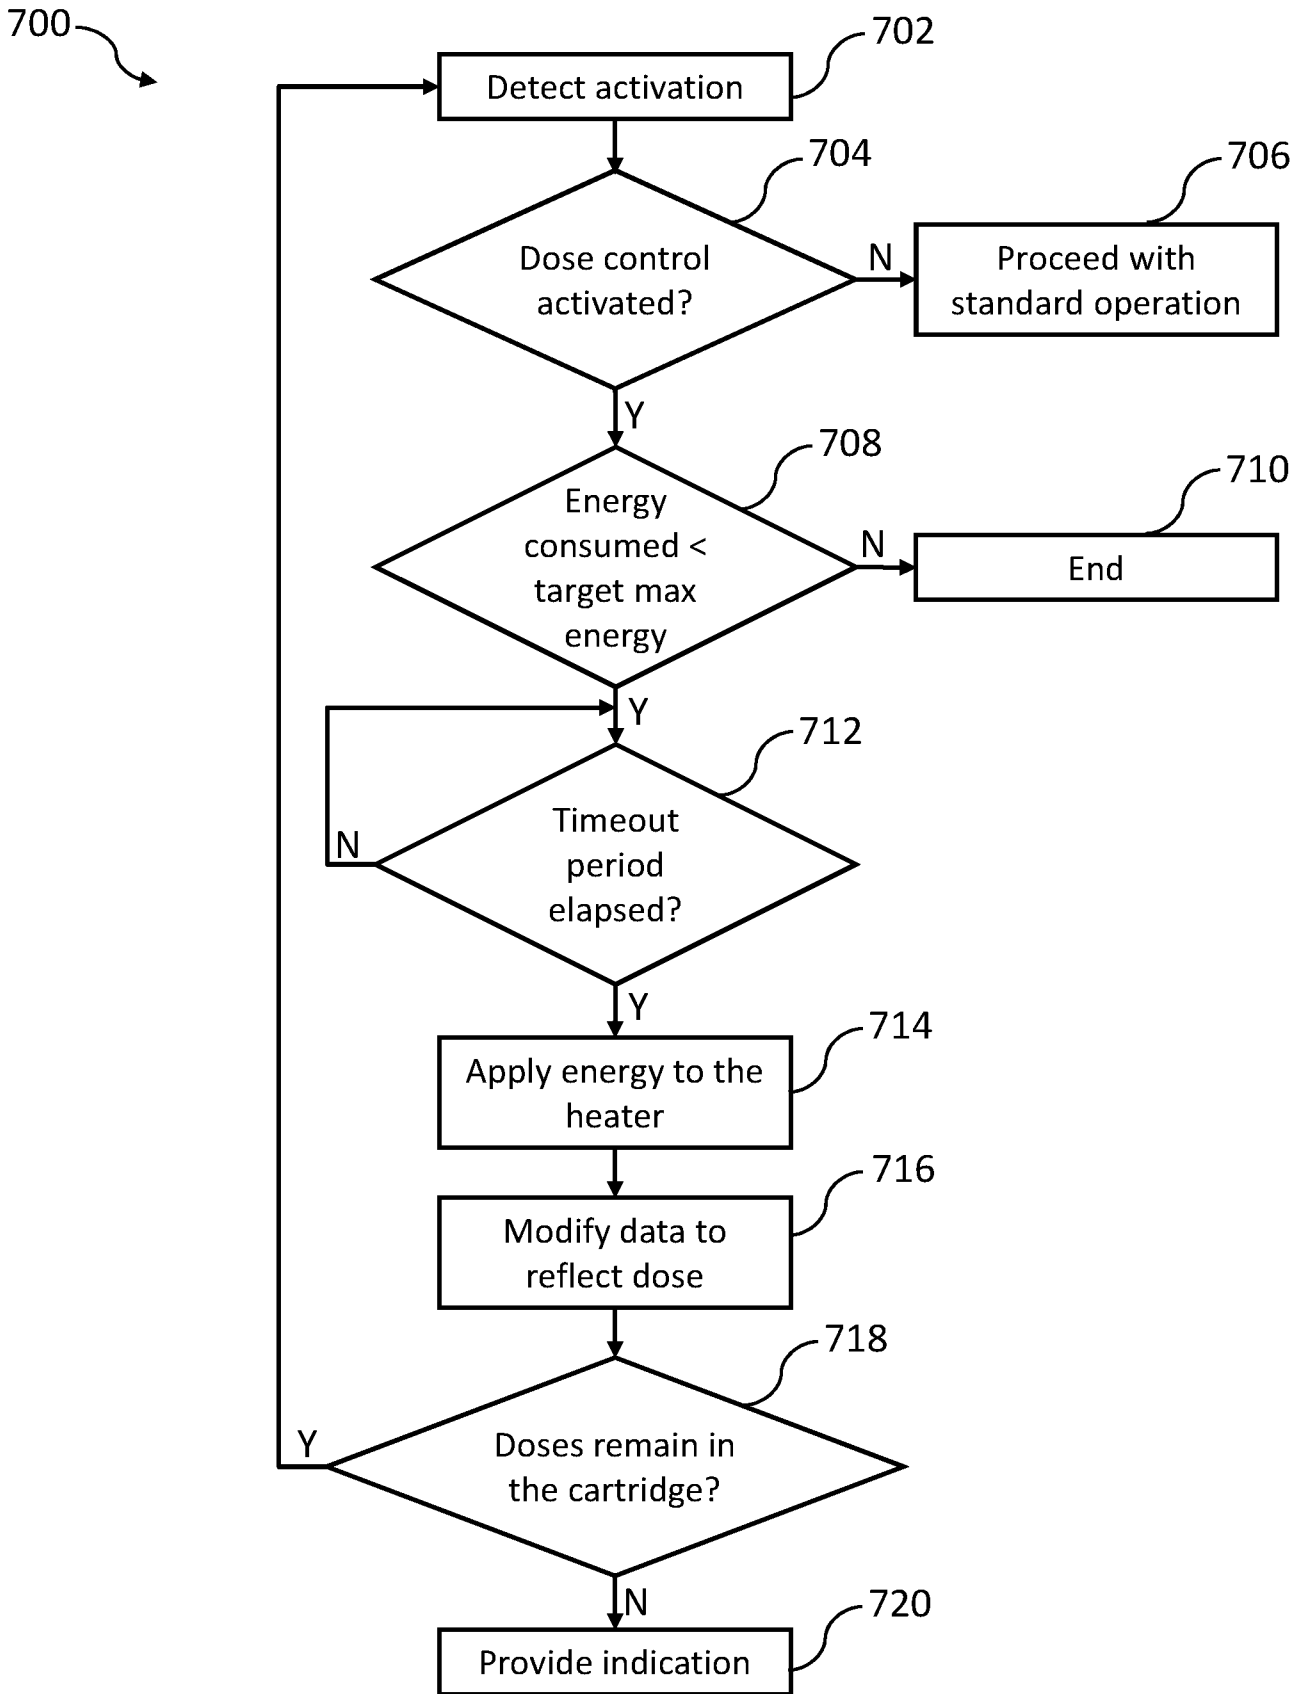 700
702
Detect activation
704
706
Dose control
activated?
N
Proceed with
standard operation
Y
708
710
Energy
consumed <
target max
energy
N
End
Y
712
Timeout
period
elapsed?
N
Y
714
Apply energy to the
heater
716
Modify data to
reflect dose
718
Doses remain in
the cartridge?
Y
N
720
Provide indication